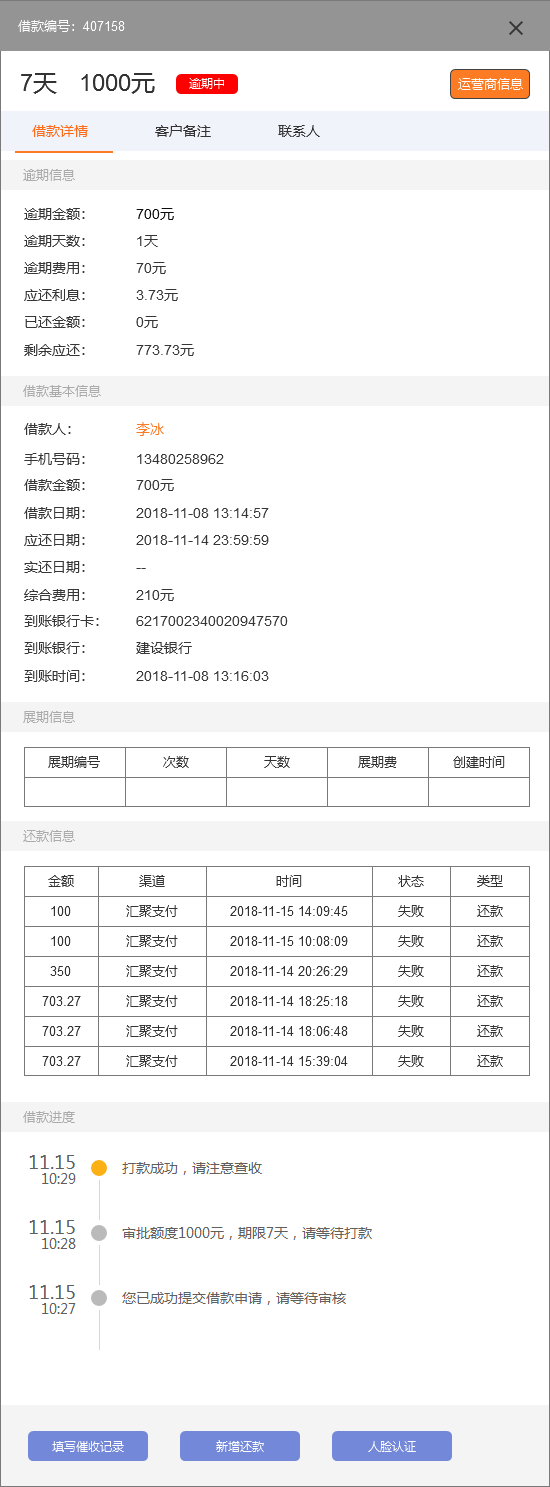 借款编号：407158
7天 1000元 逾期中 运营商信息
借款详情 客户备注 联系人
逾期信息
逾期金额： 700元
逾期天数： 1天
逾期费用： 70元
应还利息： 3.73元
已还金额： 0元
剩余应还： 773.73元
借款基本信息
借款人： 李冰
手机号码： 13480258962
借款金额： 700元
借款日期： 2018-11-08 13:14:57
应还日期： 2018-11-14 23:59:59
实还日期： --
综合费用： 210元
到账银行卡： 6217002340020947570
到账银行： 建设银行
到账时间： 2018-11-08 13:16:03
展期信息
展期编号 次数 天数 展期费 创建时间
还款信息
金额 渠道 时间 状态 类型
100 汇聚支付 2018-11-15 14:09:45 失败 还款
100 汇聚支付 2018-11-15 10:08:09 失败 还款
350 汇聚支付 2018-11-14 20:26:29 失败 还款
703.27 汇聚支付 2018-11-14 18:25:18 失败 还款
703.27 汇聚支付 2018-11-14 18:06:48 失败 还款
703.27 汇聚支付 2018-11-14 15:39:04 失败 还款
借款进度
11.15
10:29 打款成功，请注意查收
11.15
10:28 审批额度1000元，期限7天，请等待打款
11.15
10:27 您已成功提交借款申请，请等待审核
填写催收记录 新增还款 人脸认证